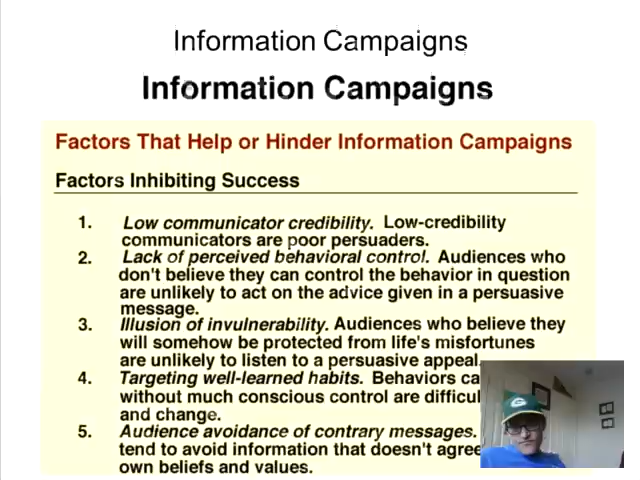 Information Campaigns
Information Campaigns
Factors That Help or Hinder Information Campaigns
Factors Inhibiting Success
1. Low communicator credibility. Low-credibility
communicators are poor persuaders.
2. Lack of perceived behavioral control. Audiences who
don't believe they can control the behavior in question
are unlikely to act on the advice given in a persuasive
message.
3. Illusion of invulnerability. Audiences who believe they
will somehow be protected from life's misfortunes
are unlikely to listen to a persuasive appeal.
4. Targeting well-learned habits. Behaviors
without much conscious control are
and change.
5. Audience avoidance of contrary messages.
tend to avoid information that doesn't
own beliefs and values.
G